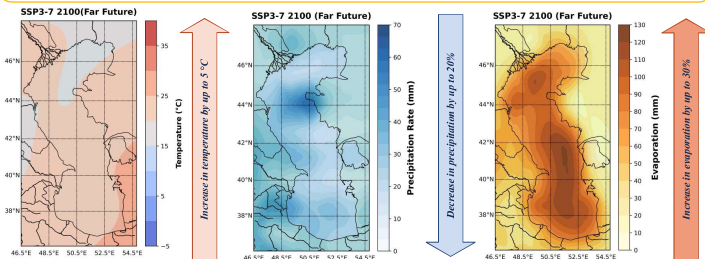 SSP3-7 2100(Far Future)
46°N
44°N
42°N
40°N
38°N
46.5°E 48.5°E 50.5°E 52.5°E 54.5°E
35
25
15
5
−5
Temperature (°C)
Increase in temperature by up to 5 °C
SSP3-7 2100 (Far Future)
46°N
44°N
42°N
40°N
38°N
46.5°E 48.5°E 50.5°E 52.5°E 54.5°E
70
60
50
40
30
20
10
0
Precipitation Rate (mm)
Decrease in precipitation by up to 20%
SSP3-7 2100 (Far Future)
46°N
44°N
42°N
40°N
38°N
46.5°E 48.5°E 50.5°E 52.5°E 54.5°E
130
120
110
100
90
80
70
60
50
40
30
20
10
0
Evaporation (mm)
Increase in evaporation by up to 30%